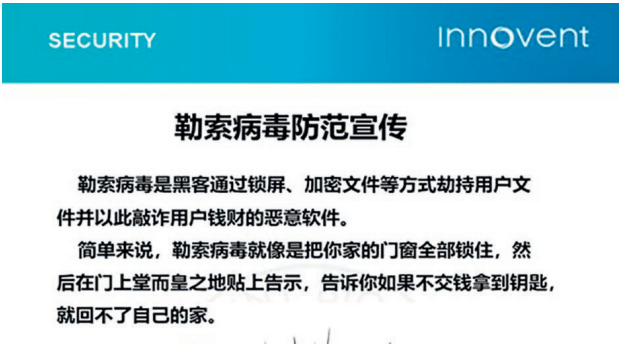 SECURITY
Innovent
勒索病毒防范宣传
勒索病毒是黑客通过锁屏、加密文件等方式劫持用户文
件并以此敲诈用户钱财的恶意软件。
简单来说，勒索病毒就像是把你家的门窗全部锁住，然
后在门上堂而皇之地贴上告示，告诉你如果不交钱拿到钥匙，
就回不了自己的家。